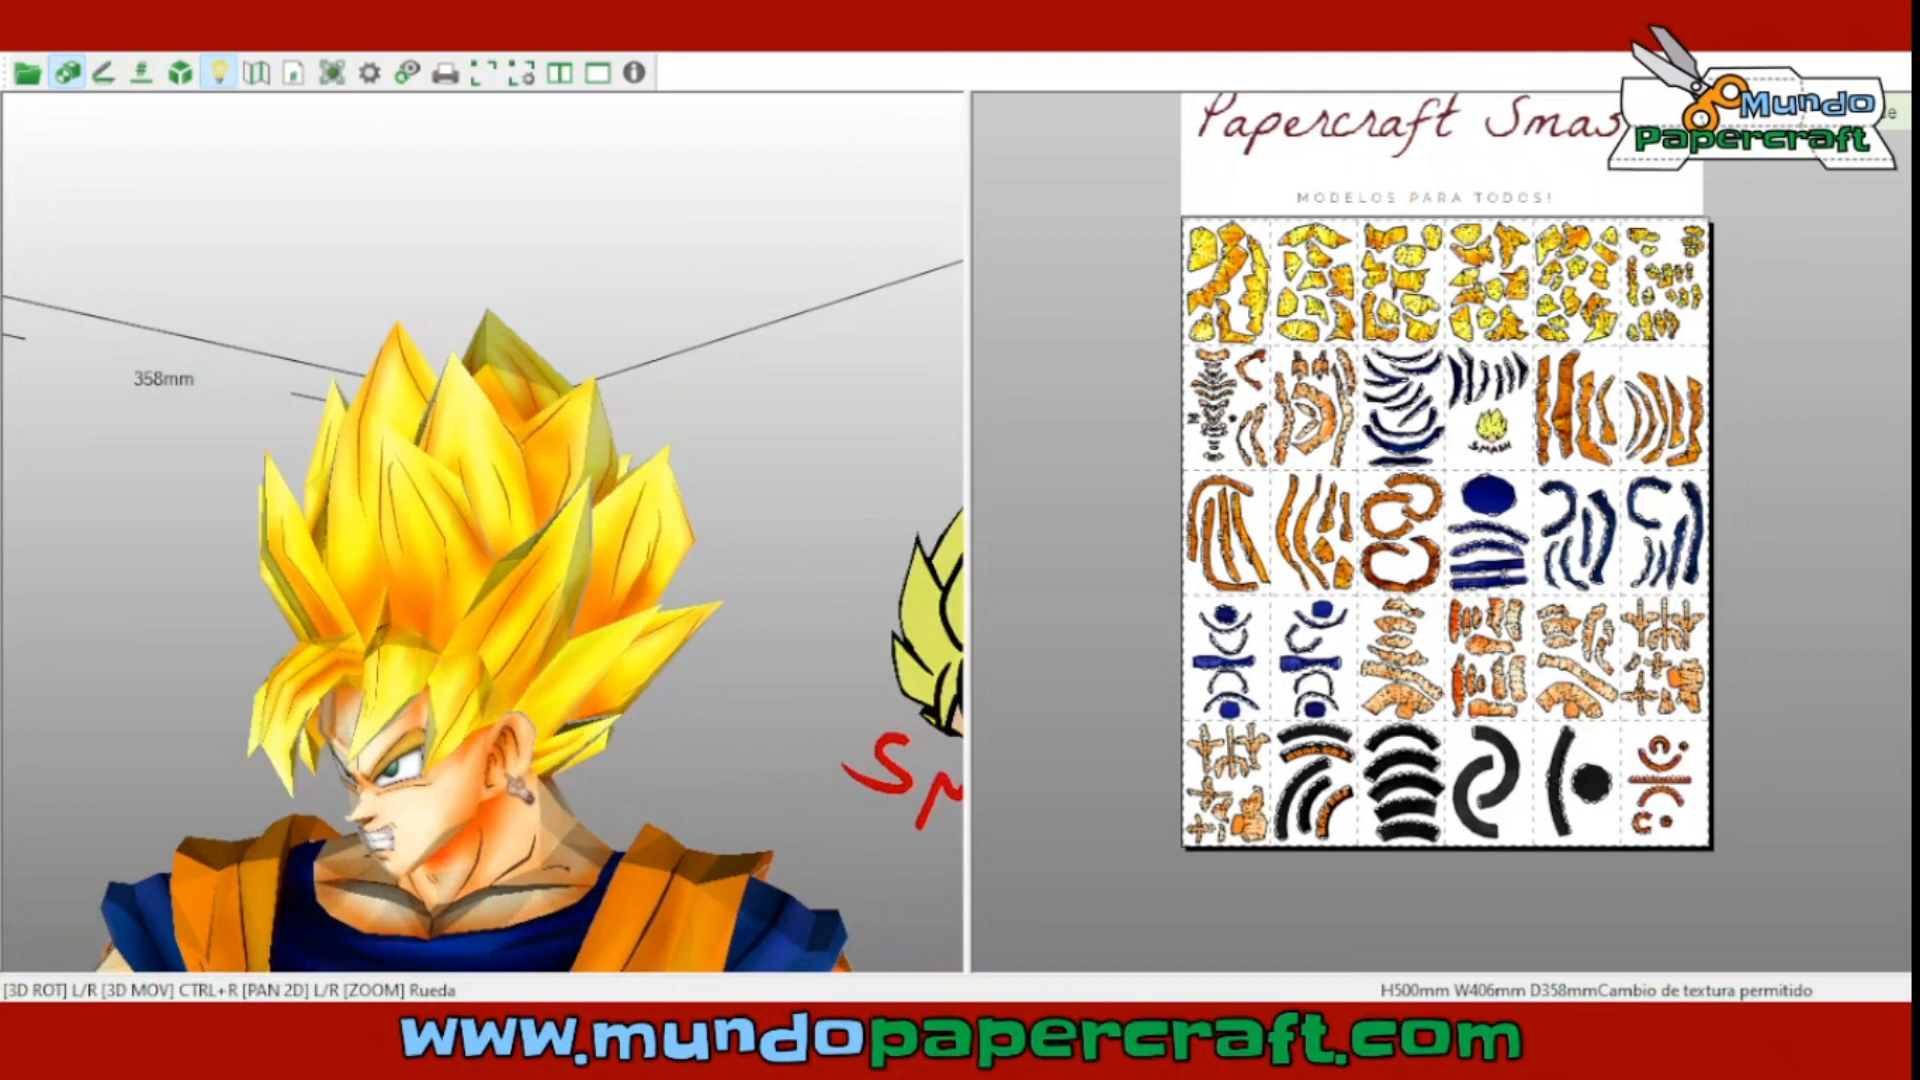 Mundo
Papercraft
Papercraft Smas
MODELOS PARA TODOS!
358mm
SMASH
[3D ROT] L/R [3D MOV] CTRL+R [PAN 2D] L/R [ZOOM] Rueda
H500mm W406mm D358mmCambio de textura permitido
www.mundopapercraft.com